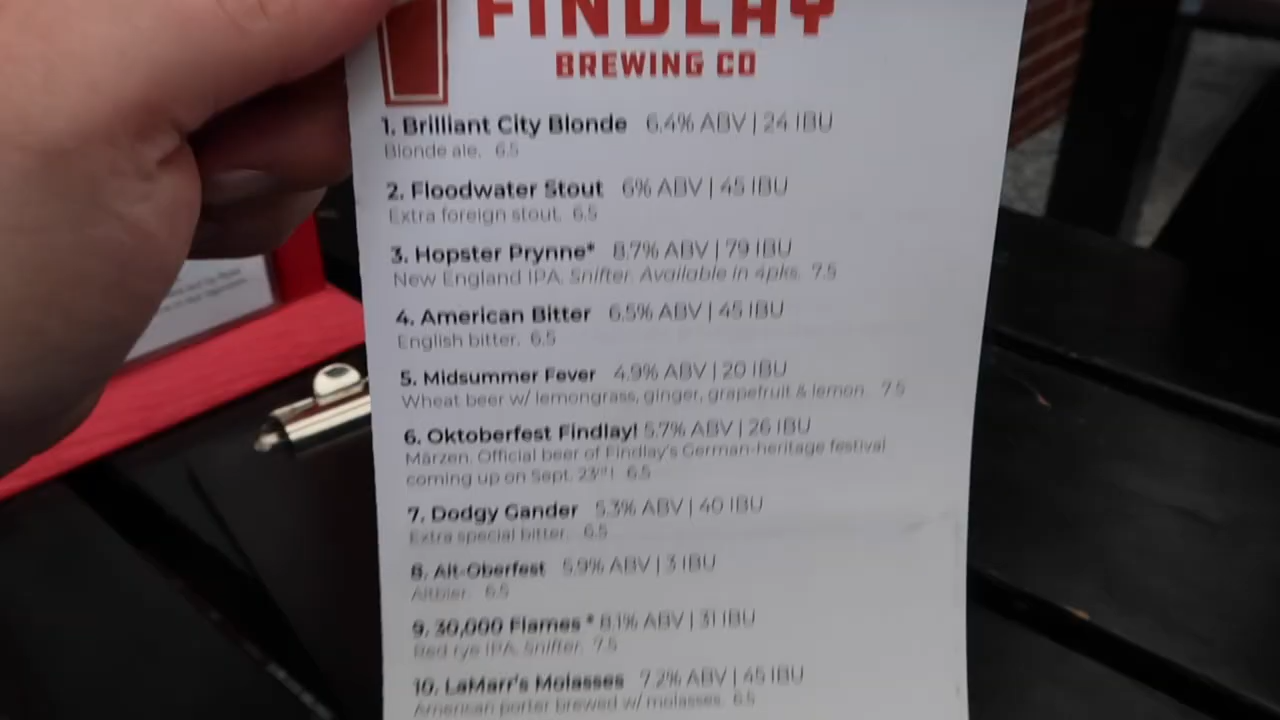 FINDLAY
BREWING CO
1. Brilliant City Blonde 6.4% ABV | 24 IBU
Blonde ale. 6.5
2. Floodwater Stout 6% ABV | 45 IBU
Extra foreign stout. 6.5
3. Hopster Prynne* 8.7% ABV | 79 IBU
New England IPA. Snifter. Available in 4pks. 7.5
4. American Bitter 6.5% ABV | 45 IBU
English bitter. 6.5
5. Midsummer Fever 4.9% ABV | 20 IBU
Wheat beer w/ lemongrass, ginger, grapefruit & lemon. 7.5
6. Oktoberfest Findlay! 5.7% ABV | 26 IBU
Märzen. Official beer of Findlay's German-heritage festival
coming up on Sept. 23rd! 6.5
7. Dodgy Gander 5.3% ABV | 40 IBU
Extra special bitter. 6.5
8. Alt-Oberfest 5.9% ABV | 3 IBU
Altbier. 6.5
9. 30,000 Flames * 8.1% ABV | 31 IBU
Red rye IPA. Snifter. 7.5
10. LaMarr's Molasses 7.2% ABV | 45 IBU
American porter brewed w/ molasses. 6.5